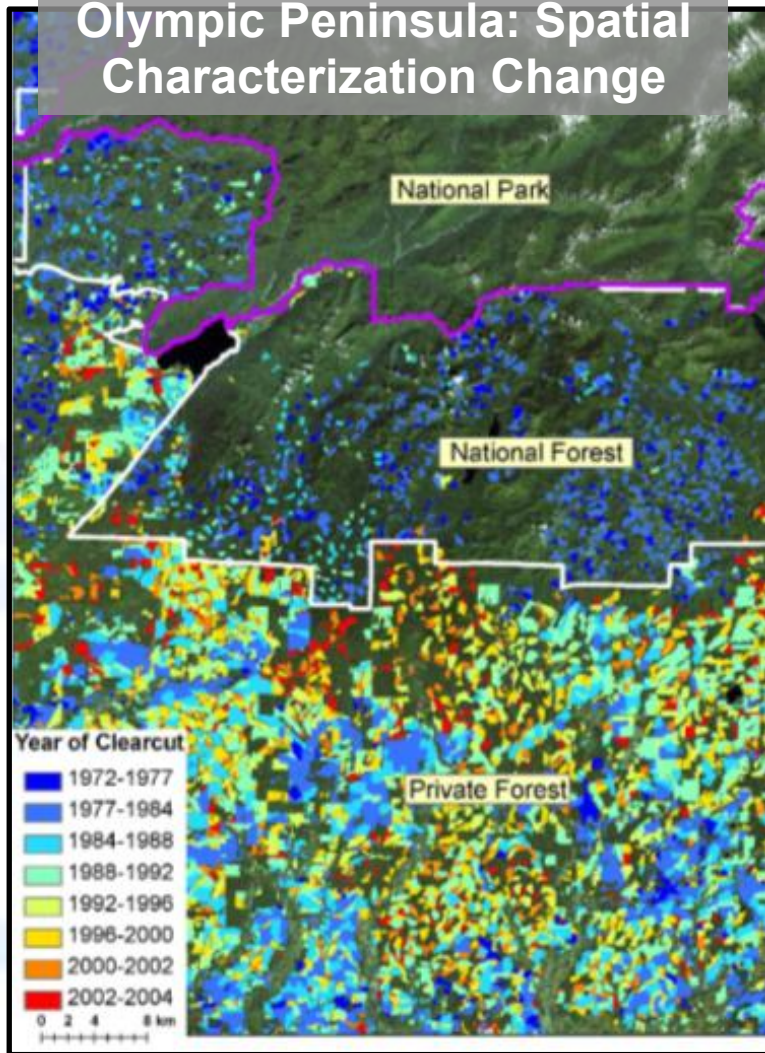 Olympic Peninsula: Spatial
Characterization Change
National Park
National Forest
Private Forest
Year of Clearcut
1972-1977
1977-1984
1984-1988
1988-1992
1992-1996
1996-2000
2000-2002
2002-2004
0 2 4 8 km